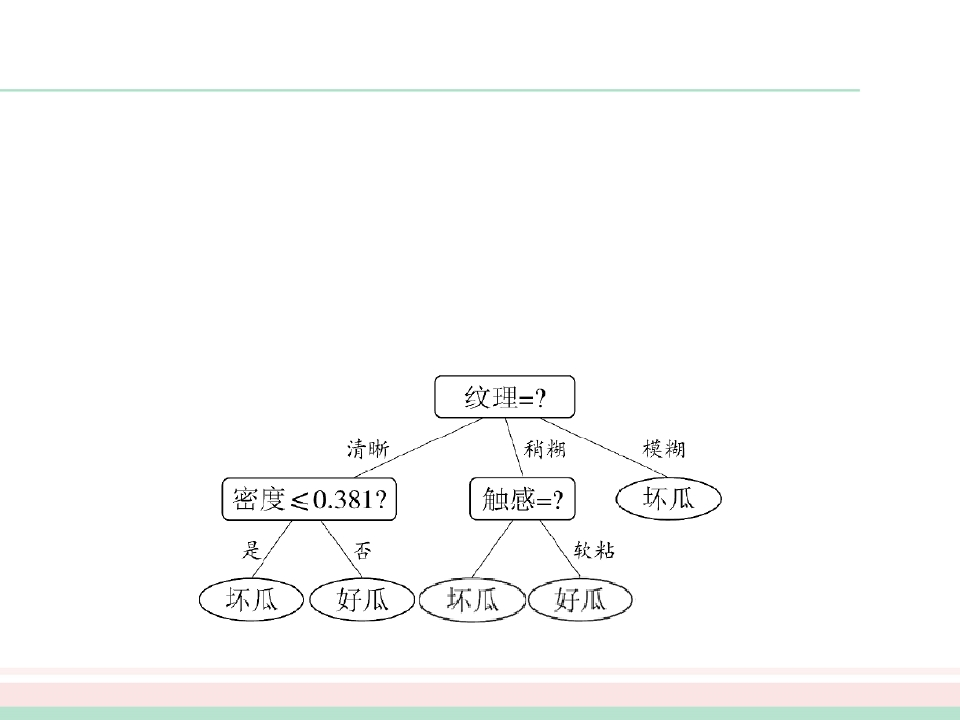 纹理=?
清晰 稍糊 模糊
密度≤0.381? 触感=? 坏瓜
是 否 软粘
坏瓜 好瓜 坏瓜 好瓜